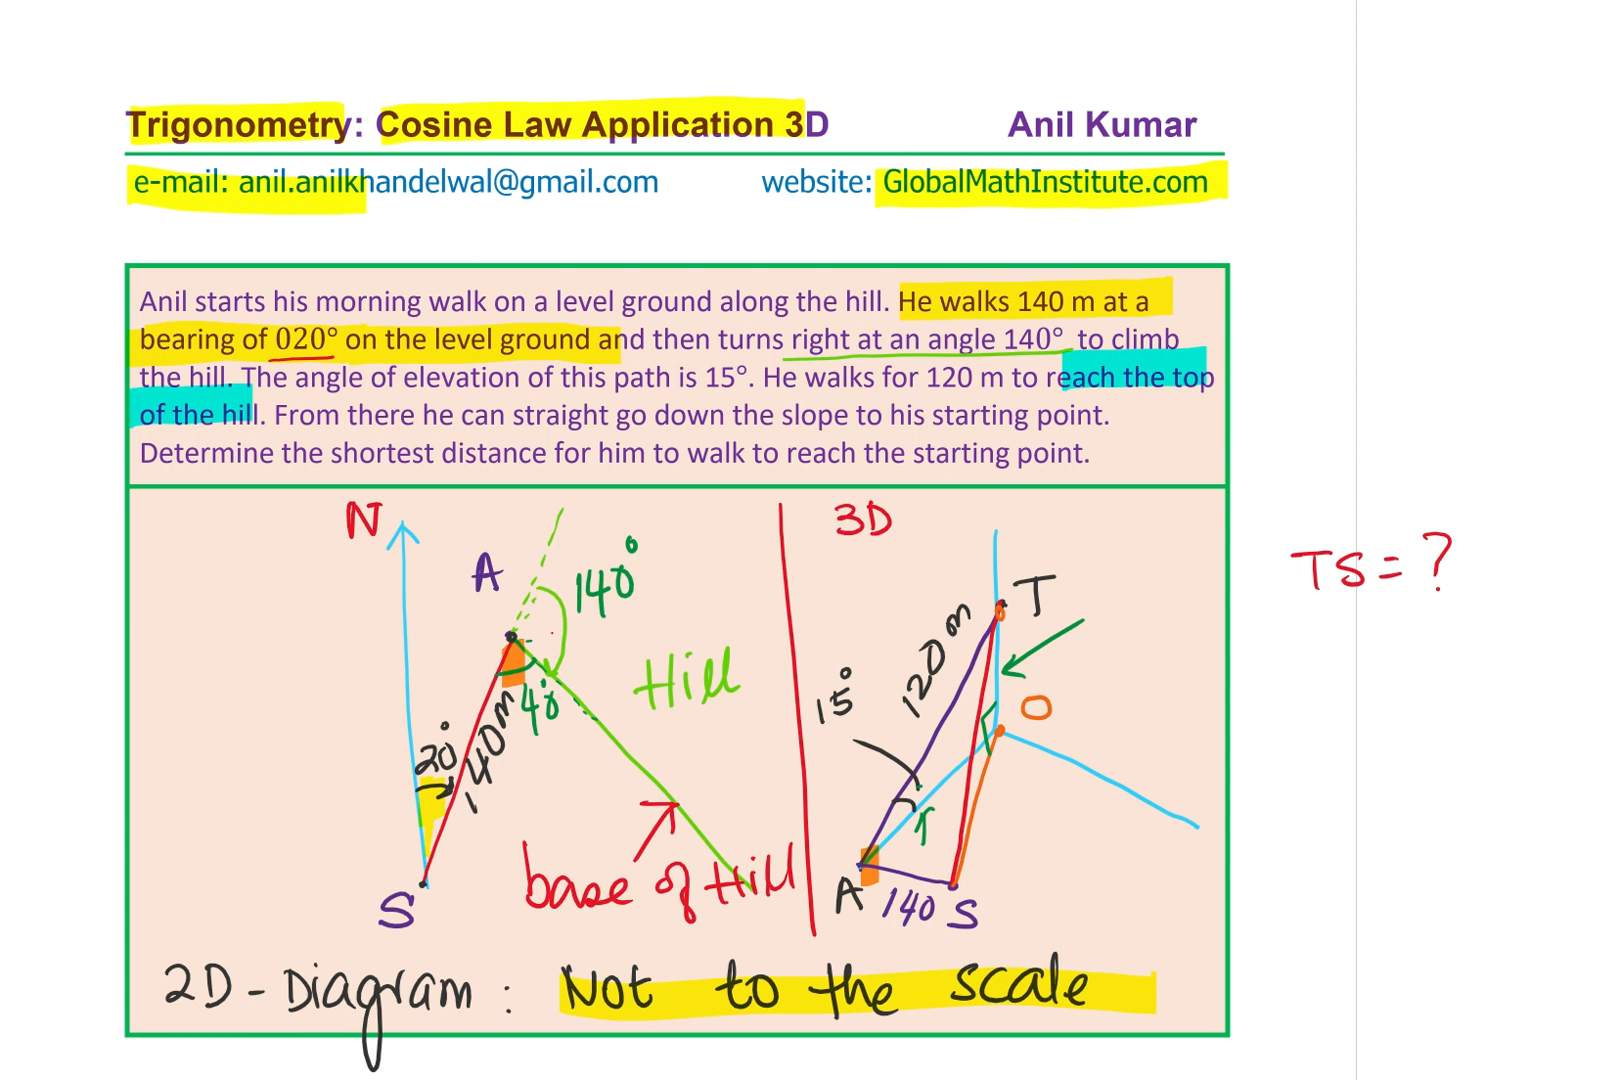 Trigonometry: Cosine Law Application 3D Anil Kumar
e-mail: anil.anilkhandelwal@gmail.com website: GlobalMathInstitute.com
Anil starts his morning walk on a level ground along the hill. He walks 140 m at a
bearing of 020° on the level ground and then turns right at an angle 140° to climb
the hill. The angle of elevation of this path is 15°. He walks for 120 m to reach the top
of the hill. From there he can straight go down the slope to his starting point.
Determine the shortest distance for him to walk to reach the starting point.
N
A
140°
Hill
20°
140m
40°
base of Hill
S
3D
T
120m
15°
O
r
A
140
S
TS = ?
2D - Diagram : Not to the scale